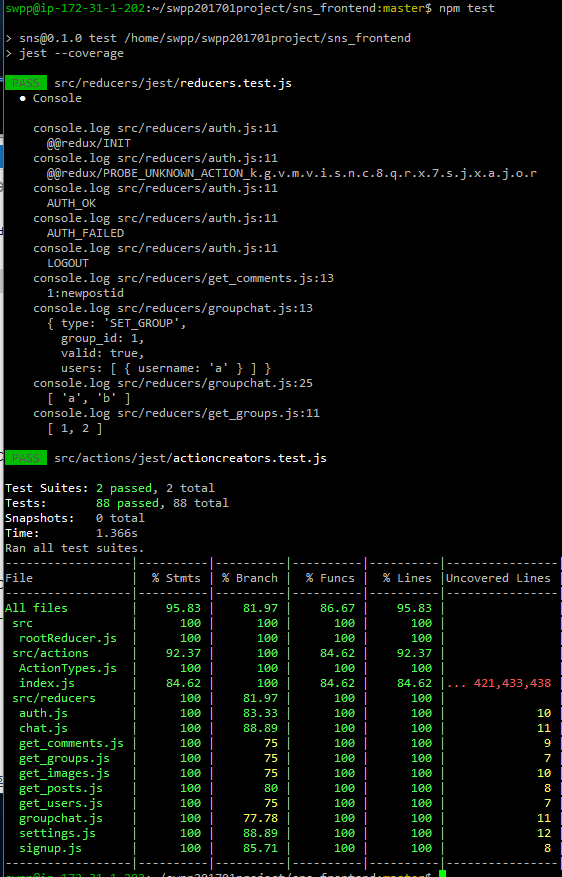 swpp@ip-172-31-1-202:~/swpp201701project/sns_frontend:master$ npm test
> sns@0.1.0 test /home/swpp/swpp201701project/sns_frontend
> jest --coverage
PASS src/reducers/jest/reducers.test.js
● Console
console.log src/reducers/auth.js:11
@@redux/INIT
console.log src/reducers/auth.js:11
@@redux/PROBE_UNKNOWN_ACTION_k.g.v.m.v.i.s.n.c.8.q.r.x.7.s.j.x.a.j.o.r
console.log src/reducers/auth.js:11
AUTH_OK
console.log src/reducers/auth.js:11
AUTH_FAILED
console.log src/reducers/auth.js:11
LOGOUT
console.log src/reducers/get_comments.js:13
1:newpostid
console.log src/reducers/groupchat.js:13
{ type: 'SET_GROUP',
group_id: 1,
valid: true,
users: [ { username: 'a' } ] }
console.log src/reducers/groupchat.js:25
[ 'a', 'b' ]
console.log src/reducers/get_groups.js:11
[ 1, 2 ]
PASS src/actions/jest/actioncreators.test.js
Test Suites: 2 passed, 2 total
Tests: 88 passed, 88 total
Snapshots: 0 total
Time: 1.366s
Ran all test suites.
File | % Stmts | % Branch | % Funcs | % Lines |Uncovered Lines
All files | 95.83 | 81.97 | 86.67 | 95.83 |
src | 100 | 100 | 100 | 100 |
rootReducer.js | 100 | 100 | 100 | 100 |
src/actions | 92.37 | 100 | 84.62 | 92.37 |
ActionTypes.js | 100 | 100 | 100 | 100 |
index.js | 84.62 | 100 | 84.62 | 84.62 |... 421,433,438
src/reducers | 100 | 81.97 | 100 | 100 |
auth.js | 100 | 83.33 | 100 | 100 | 10
chat.js | 100 | 88.89 | 100 | 100 | 11
get_comments.js | 100 | 75 | 100 | 100 | 9
get_groups.js | 100 | 75 | 100 | 100 | 7
get_images.js | 100 | 75 | 100 | 100 | 10
get_posts.js | 100 | 80 | 100 | 100 | 8
get_users.js | 100 | 75 | 100 | 100 | 7
groupchat.js | 100 | 77.78 | 100 | 100 | 11
settings.js | 100 | 88.89 | 100 | 100 | 12
signup.js | 100 | 85.71 | 100 | 100 | 8
swpp@ip-172-31-1-202:~/swpp201701project/sns_frontend:master$